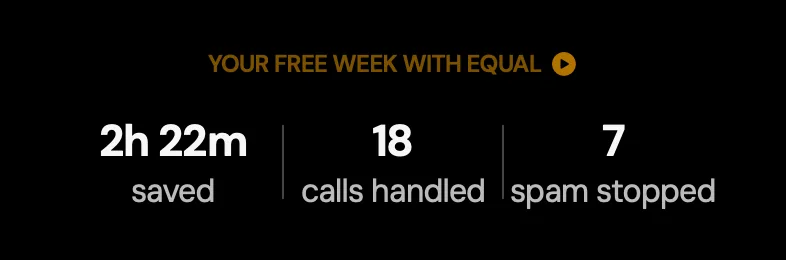 YOUR FREE WEEK WITH EQUAL
2h 22m 18 7
saved calls handled spam stopped